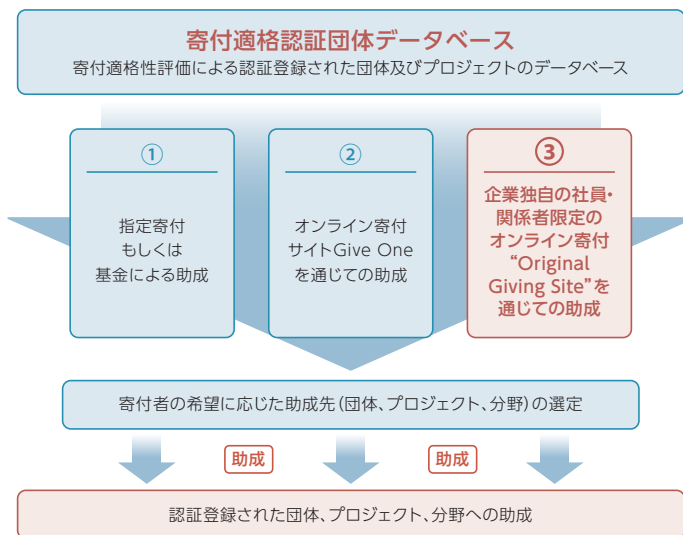 寄付適格認証団体データベース
寄付適格性評価による認証登録された団体及びプロジェクトのデータベース
①
指定寄付
もしくは
基金による助成
②
オンライン寄付
サイトGive One
を通じての助成
③
企業独自の社員・
関係者限定の
オンライン寄付
“Original
Giving Site”を
通じての助成
寄付者の希望に応じた助成先(団体、プロジェクト、分野)の選定
助成
助成
認証登録された団体、プロジェクト、分野への助成